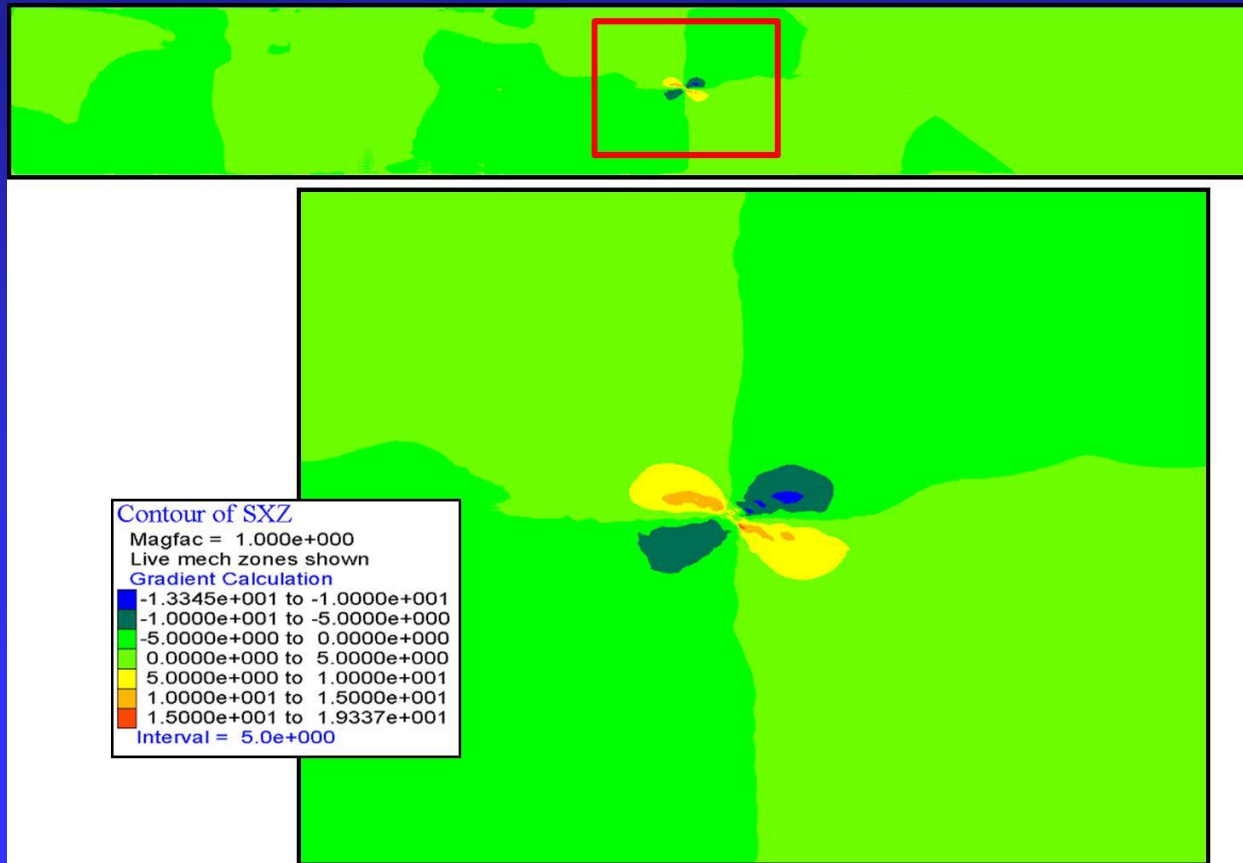 Contour of SXZ
Magfac = 1.000e+000
Live mech zones shown
Gradient Calculation
-1.3345e+001 to -1.0000e+001
-1.0000e+001 to -5.0000e+000
-5.0000e+000 to 0.0000e+000
0.0000e+000 to 5.0000e+000
5.0000e+000 to 1.0000e+001
1.0000e+001 to 1.5000e+001
1.5000e+001 to 1.9337e+001
Interval = 5.0e+000